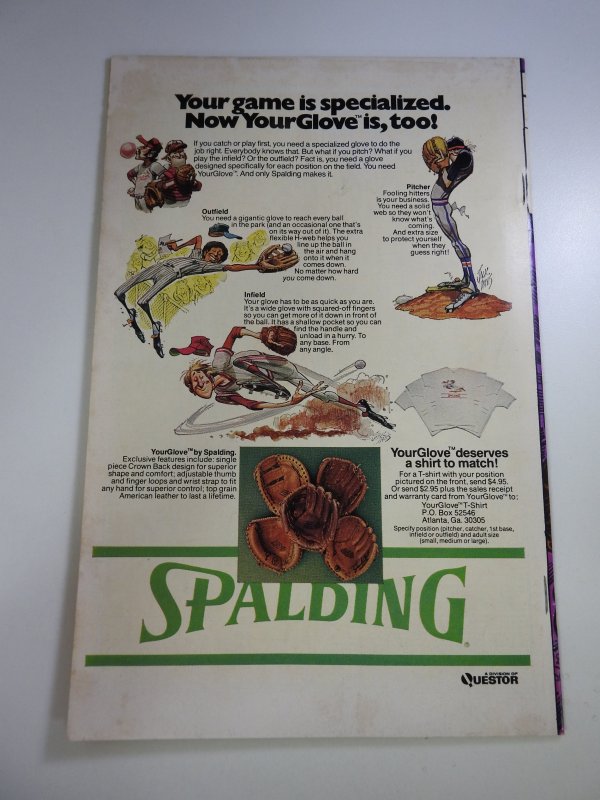 Your game is specialized.
Now YourGlove™ is, too!
If you catch or play first, you need a specialized glove to do the
job right. Everybody knows that. But what if you pitch? What if you
play the infield? Or the outfield? Fact is, you need a glove
designed specifically for each position on the field. You need
YourGlove™. And only Spalding makes it.
Pitcher
Fooling hitters
is your business.
You need a solid
web so they won't
know what's
coming.
And extra size
to protect yourself
when they
guess right!
Outfield
You need a gigantic glove to reach every ball
in the park (and an occasional one that's
on its way out of it). The extra
flexible H-web helps you
line up the ball in
the air and hang
onto it when it
comes down.
No matter how hard
you come down.
Infield
Your glove has to be as quick as you are.
It's a wide glove with squared-off fingers
so you can get more of it down in front of
the ball. It has a shallow pocket so you can
find the handle and
unload in a hurry. To
any base. From
any angle.
YourGlove™ by Spalding.
Exclusive features include: single
piece Crown Back design for superior
shape and comfort; adjustable thumb
and finger loops and wrist strap to fit
any hand for superior control; top grain
American leather to last a lifetime.
YourGlove™ deserves
a shirt to match!
For a T-shirt with your position
pictured on the front, send $4.95.
Or send $2.95 plus the sales receipt
and warranty card from YourGlove™ to:
YourGlove™ T-Shirt
P.O. Box 52546
Atlanta, Ga. 30305
Specify position (pitcher, catcher, 1st base,
infield or outfield) and adult size
(small, medium or large).
SPALDING®
A DIVISION OF
QUESTOR